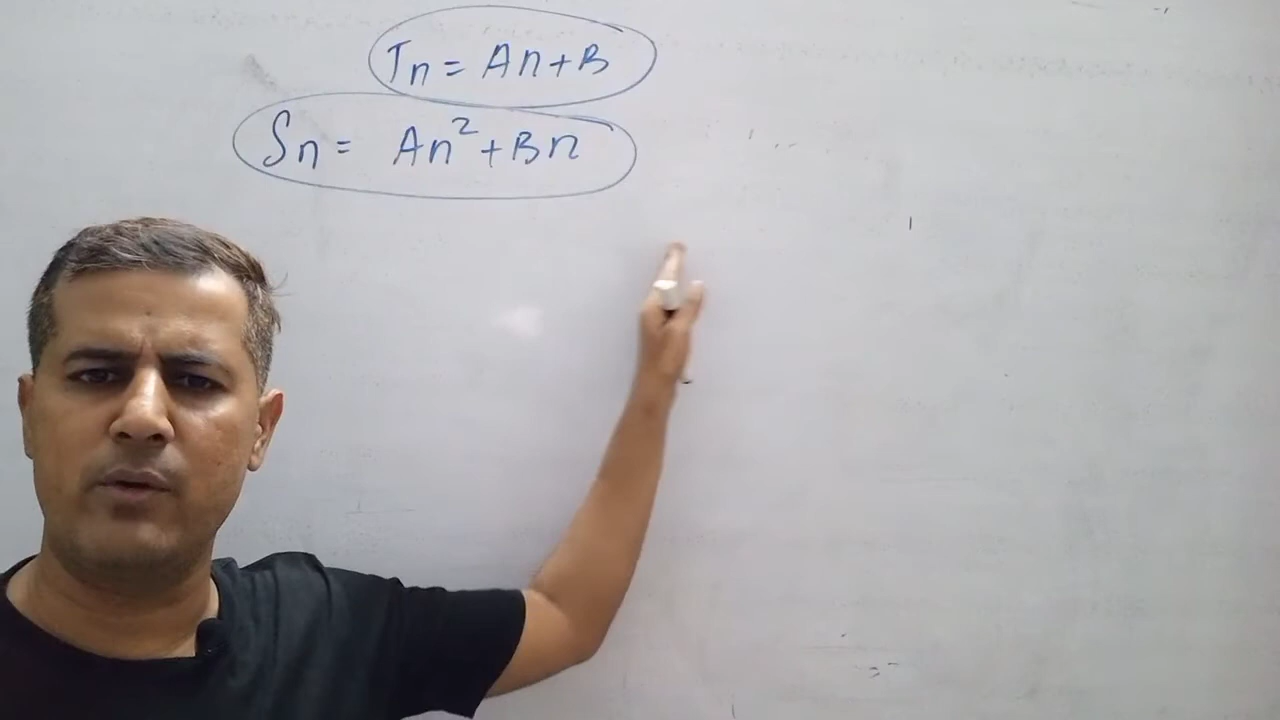 Tn = An+B
Sn = An²+Bn